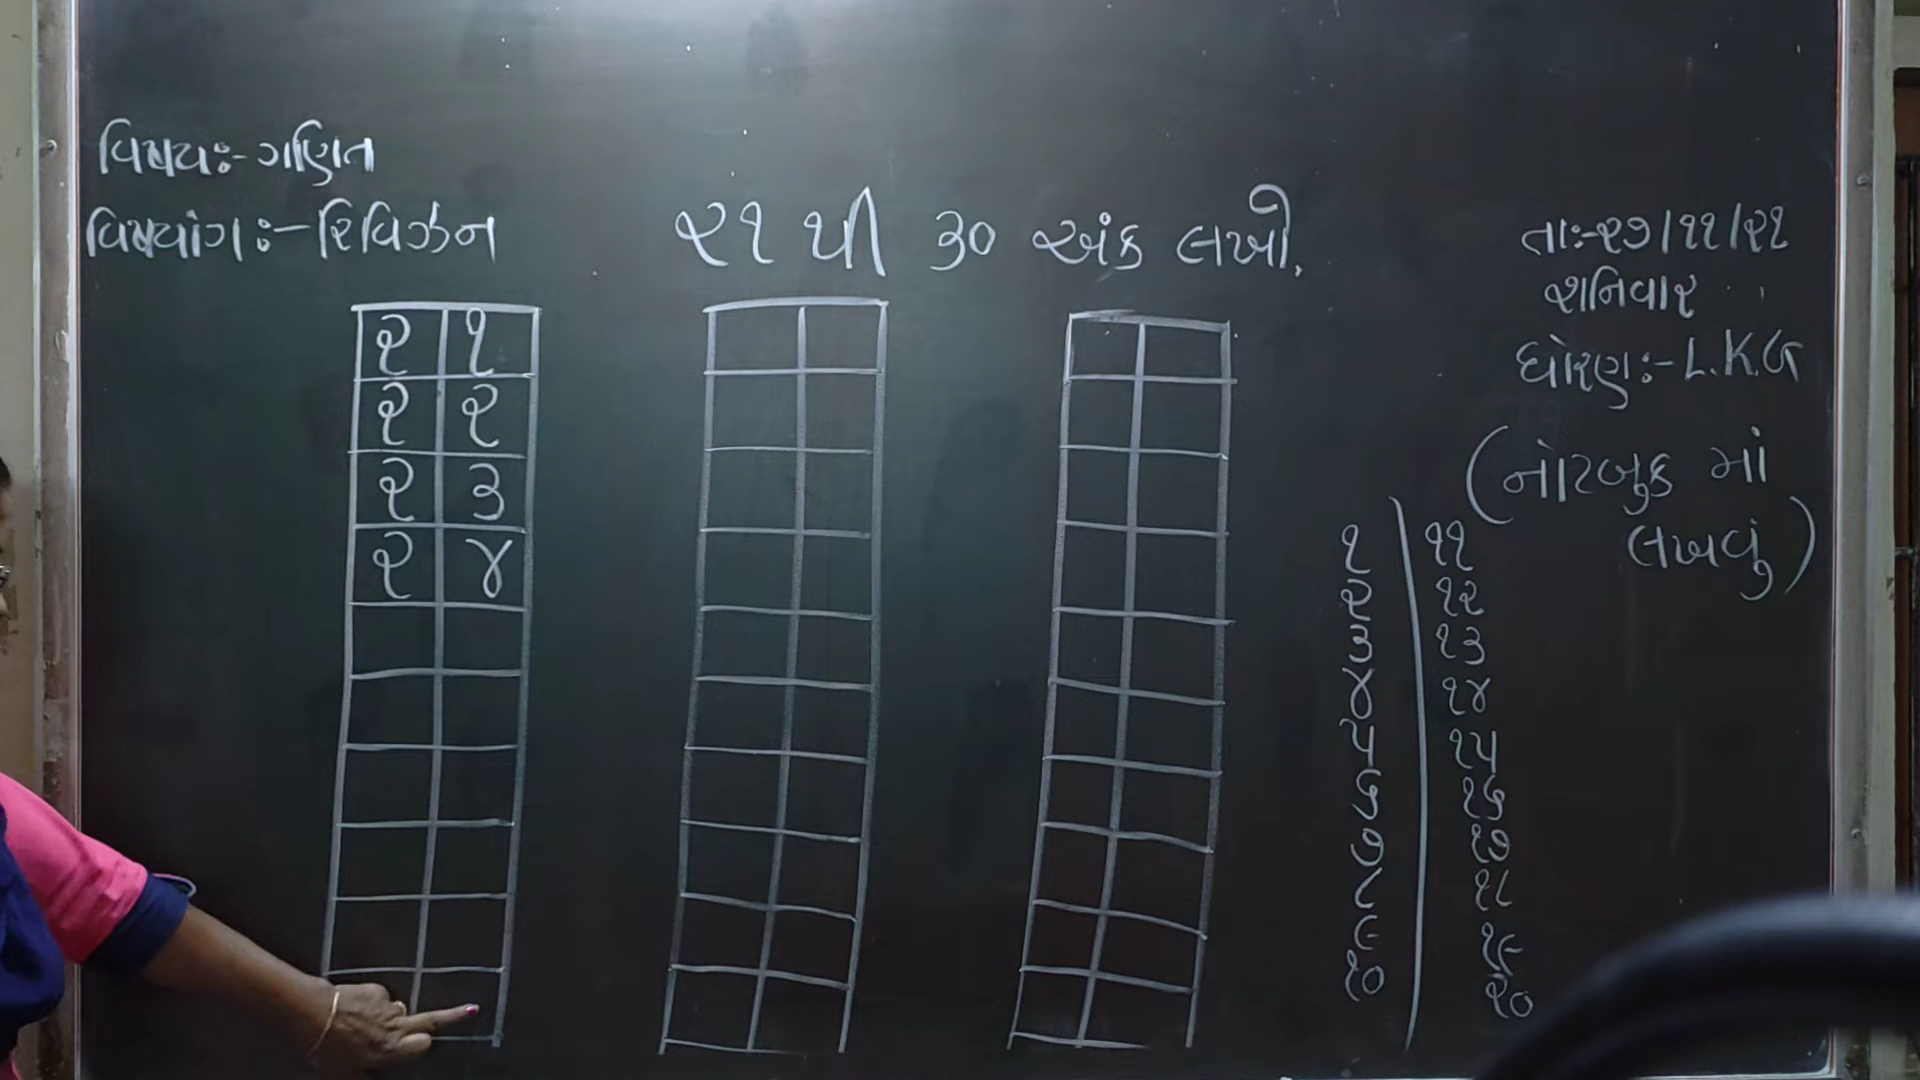 વિષયઃ-ગણિત
વિષયાંગઃ-રિવિઝન
૨૧ થી ૩૦ અંક લખો.
તાઃ-૨૭/૧૧/૨૧
શનિવાર
ધોરણઃ-L.K.G
(નોટબુક માં
લખવું)
૨ ૧
૨ ૨
૨ ૩
૨ ૪
૧ ૧૧
૨ ૧૨
૩ ૧૩
૪ ૧૪
૫ ૧૫
૬ ૧૬
૭ ૧૭
૮ ૧૮
૯ ૧૯
૧૦ ૨૦